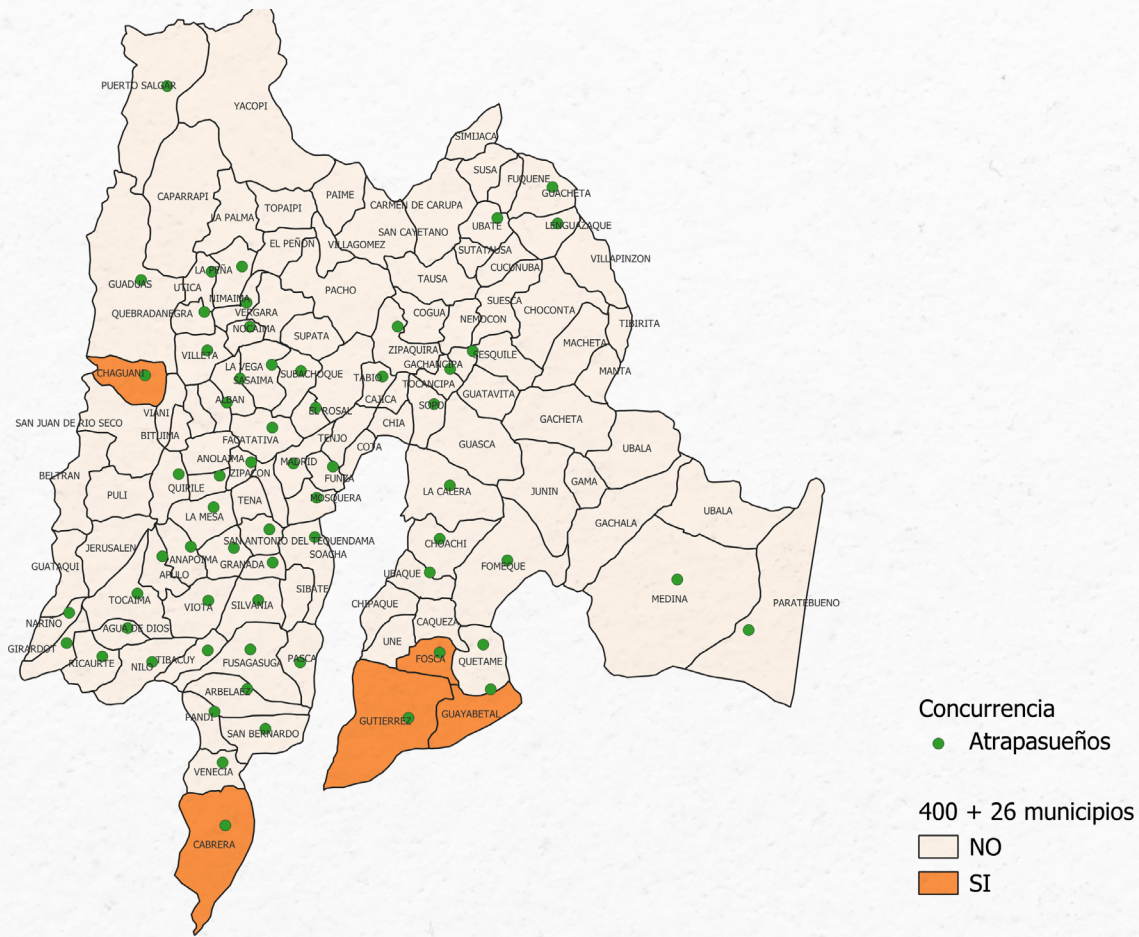 PUERTO SALGAR
YACOPI
SIMIJACA
SUSA
FUQUENE
GUACHETA
CAPARRAPI
PAIME
LA PALMA
TOPAIPI
CARMEN DE CARUPA
UBATE
LENGUAZAQUE
SAN CAYETANO
EL PEÑON
VILLAGOMEZ
SUTATAUSA
VILLAPINZON
LA PEÑA
CUCUNUBA
TAUSA
GUADUAS
UTICA
PACHO
NIMAIMA
SUESCA
CHOCONTA
QUEBRADANEGRA
VERGARA
COGUA
NEMOCON
TIBIRITA
NOCAIMA
SUPATA
MACHETA
VILLETA
ZIPAQUIRA
SESQUILE
LA VEGA
GACHANCIPA
CHAGUANI
SUBACHOQUE
TABIO
MANTA
SASAIMA
TOCANCIPA
GUATAVITA
ALBAN
CAJICA
SOPO
VIANI
EL ROSAL
GACHETA
SAN JUAN DE RIO SECO
CHIA
BITUIMA
FACATATIVA
TENJO
GUASCA
COTA
UBALA
ANOLAIMA
MADRID
BELTRAN
ZIPACON
FUNZA
QUIPILE
GAMA
PULI
TENA
MOSQUERA
LA CALERA
JUNIN
UBALA
LA MESA
GACHALA
SAN ANTONIO DEL TEQUENDAMA
CHOACHI
JERUSALEN
SOACHA
ANAPOIMA
GRANADA
FOMEQUE
GUATAQUI
APULO
UBAQUE
SIBATE
TOCAIMA
VIOTA
SILVANIA
CHIPAQUE
MEDINA
PARATEBUENO
NARIÑO
CAQUEZA
AGUA DE DIOS
UNE
GIRARDOT
RICAURTE
NILO
TIBACUY
FUSAGASUGA
PASCA
FOSCA
QUETAME
ARBELAEZ
PANDI
GUTIERREZ
GUAYABETAL
SAN BERNARDO
VENECIA
CABRERA
Concurrencia
Atrapasueños
400 + 26 municipios
NO
SI